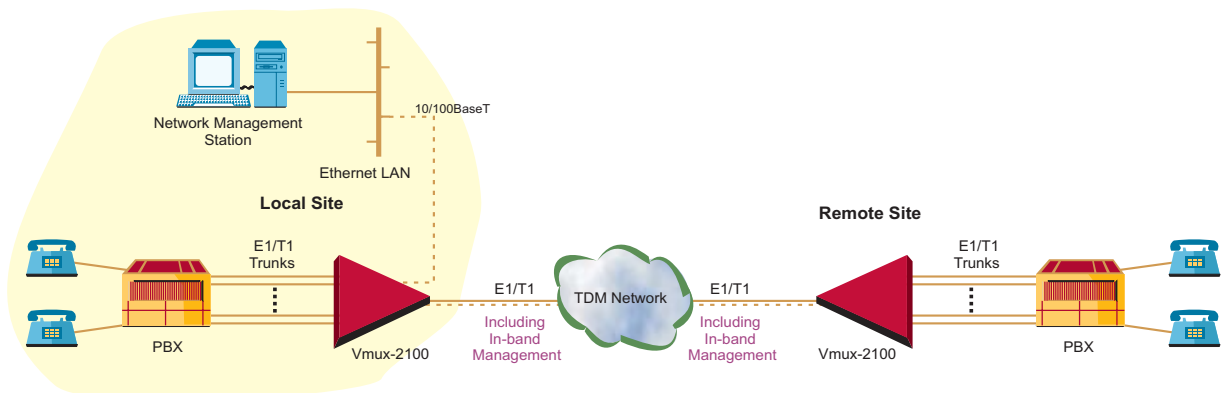 10/100BaseT
Network Management
Station
Ethernet LAN
Local Site
Remote Site
E1/T1
Trunks
E1/T1
TDM Network
E1/T1
E1/T1
Trunks
Including
In-band
Management
Including
In-band
Management
PBX
Vmux-2100
Vmux-2100
PBX